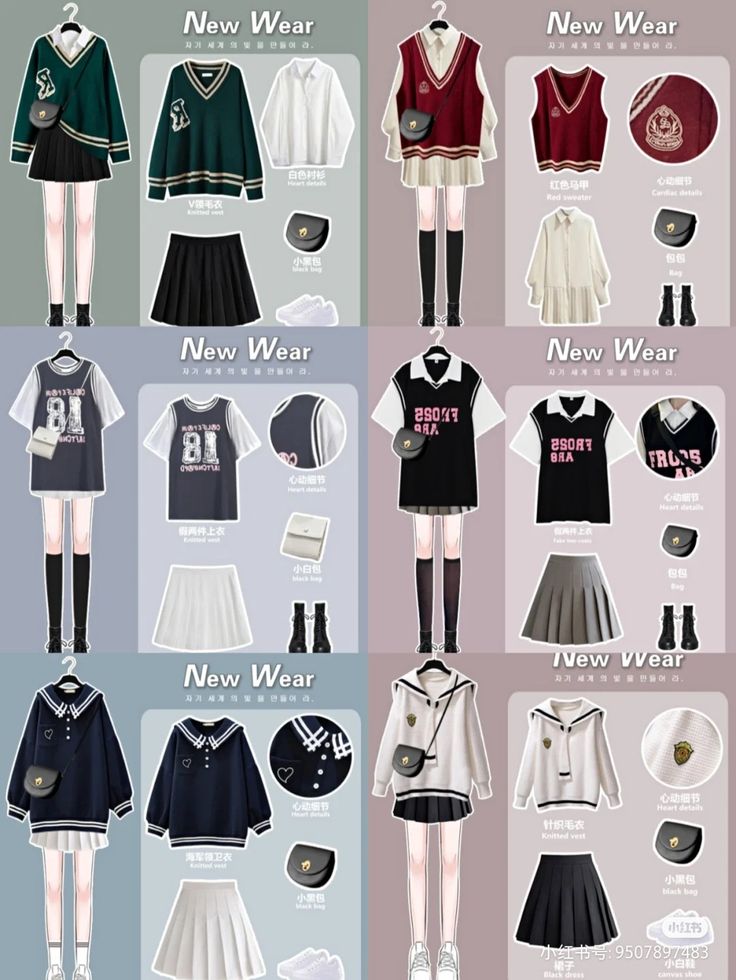 New Wear
자기 세계의 빛을 만들어라.
白色衬衫
Heart details
V领毛衣
Knitted vest
小黑包
black bag
New Wear
자기 세계의 빛을 만들어라.
心动细节
Cardiac details
红色马甲
Red sweater
包包
Bag
New Wear
자기 세계의 빛을 만들어라.
81
心动细节
Heart details
假两件上衣
Knitted vest
小白包
black bag
New Wear
자기 세계의 빛을 만들어라.
心动细节
Heart details
假两件上衣
Fake two-coats
包包
Bag
New Wear
자기 세계의 빛을 만들어라.
心动细节
Heart details
海军领卫衣
Knitted vest
小黑包
black bag
New Wear
자기 세계의 빛을 만들어라.
心动细节
Heart details
针织毛衣
Knitted vest
小黑包
black bag
小红书
小红书号:9507897483
裙子
Black dress
小白鞋
canvas shoe